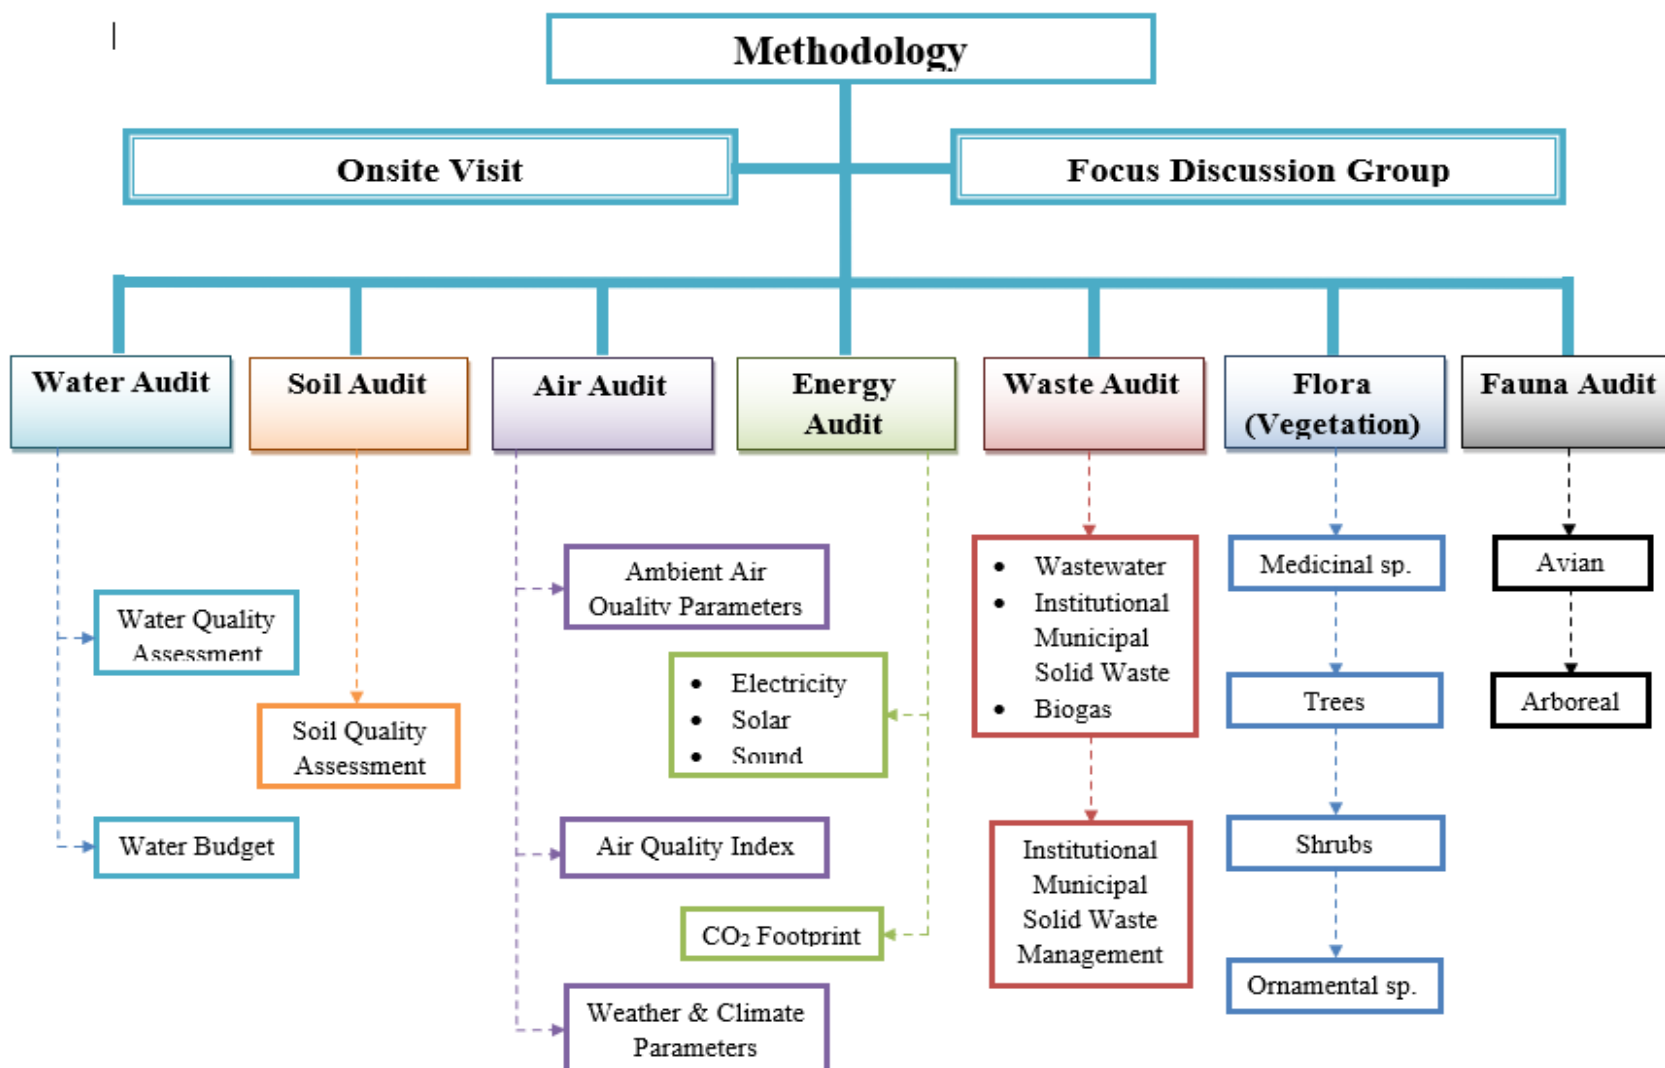 Methodology
Onsite Visit
Focus Discussion Group
Water Audit
Soil Audit
Air Audit
Energy
Audit
Waste Audit
Flora
(Vegetation)
Fauna Audit
Water Quality
Assessment
Water Budget
Soil Quality
Assessment
Ambient Air
Quality Parameters
Air Quality Index
Weather & Climate
Parameters
• Electricity
• Solar
• Sound
CO₂ Footprint
• Wastewater
• Institutional
Municipal
Solid Waste
• Biogas
Institutional
Municipal
Solid Waste
Management
Medicinal sp.
Trees
Shrubs
Ornamental sp.
Avian
Arboreal